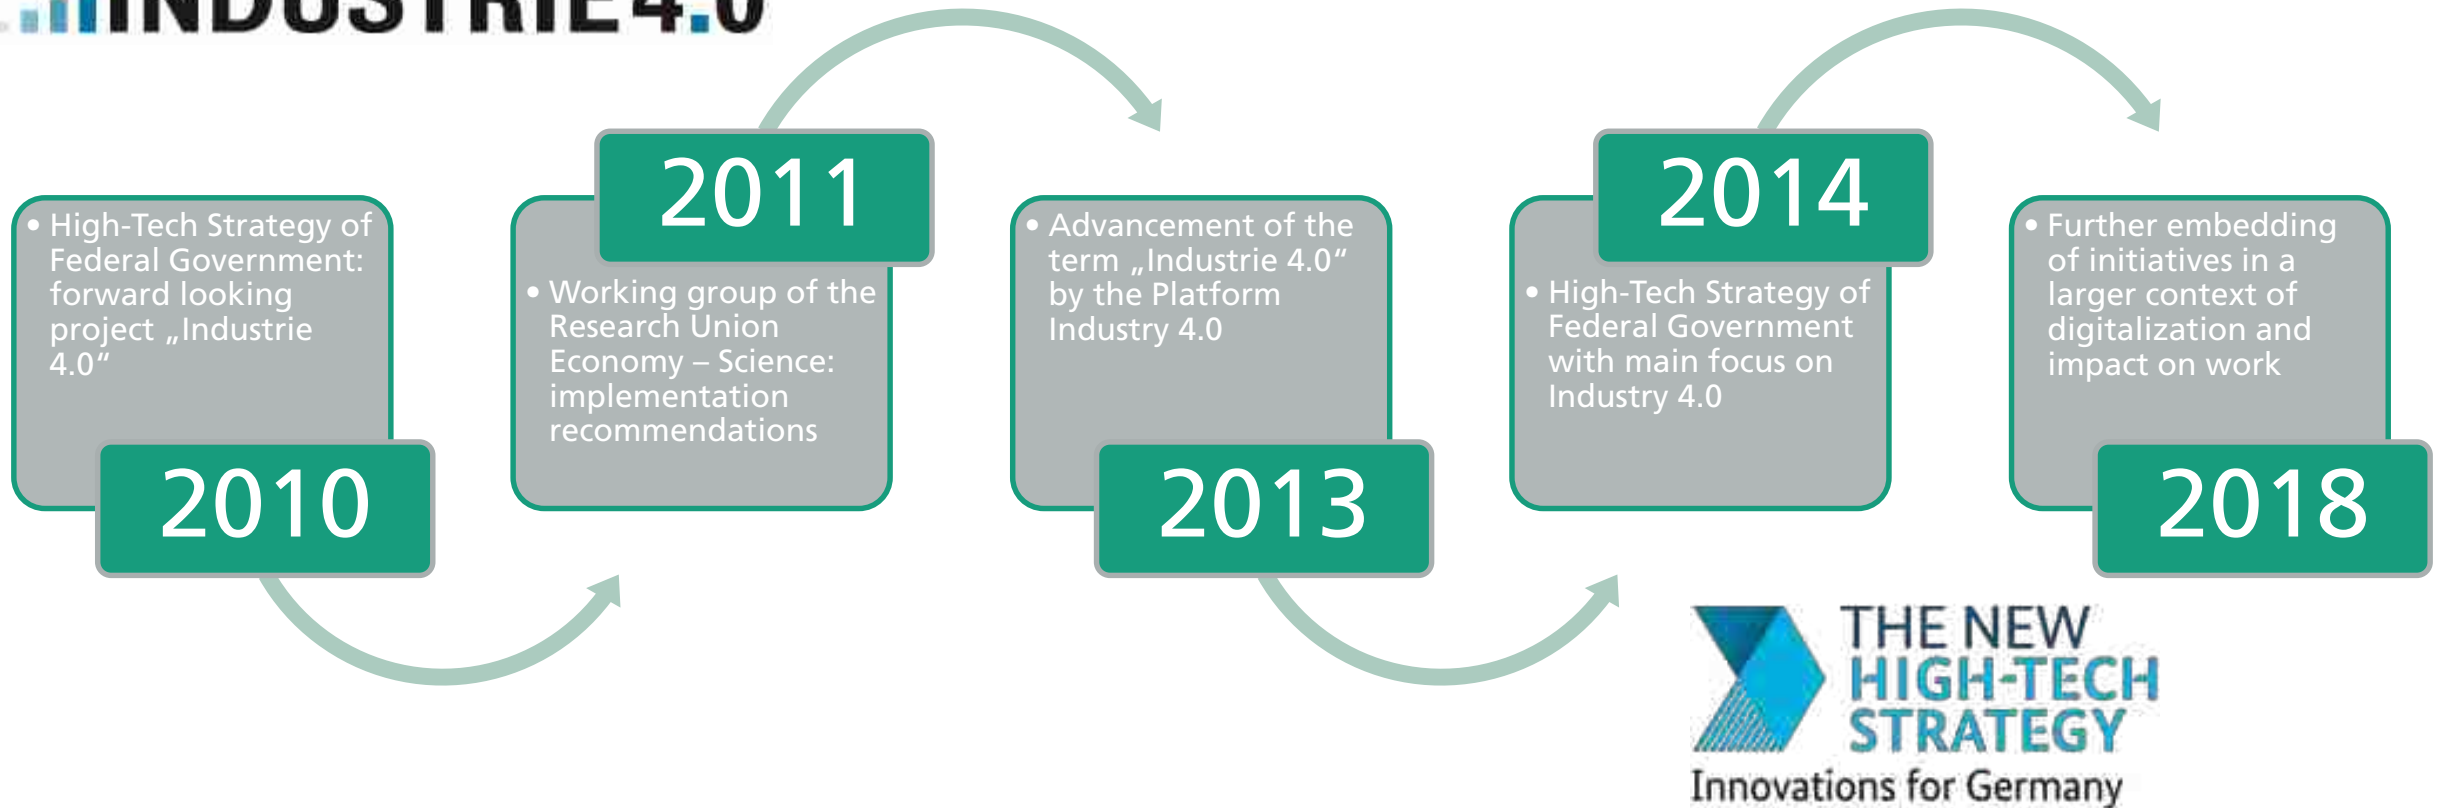 INDUSTRIE 4.0
• High-Tech Strategy of
Federal Government:
forward looking
project „Industrie
4.0“
2010
2011
• Working group of the
Research Union
Economy – Science:
implementation
recommendations
• Advancement of the
term „Industrie 4.0“
by the Platform
Industry 4.0
2013
2014
• High-Tech Strategy of
Federal Government
with main focus on
Industry 4.0
• Further embedding
of initiatives in a
larger context of
digitalization and
impact on work
2018
THE NEW
HIGH-TECH
STRATEGY
Innovations for Germany